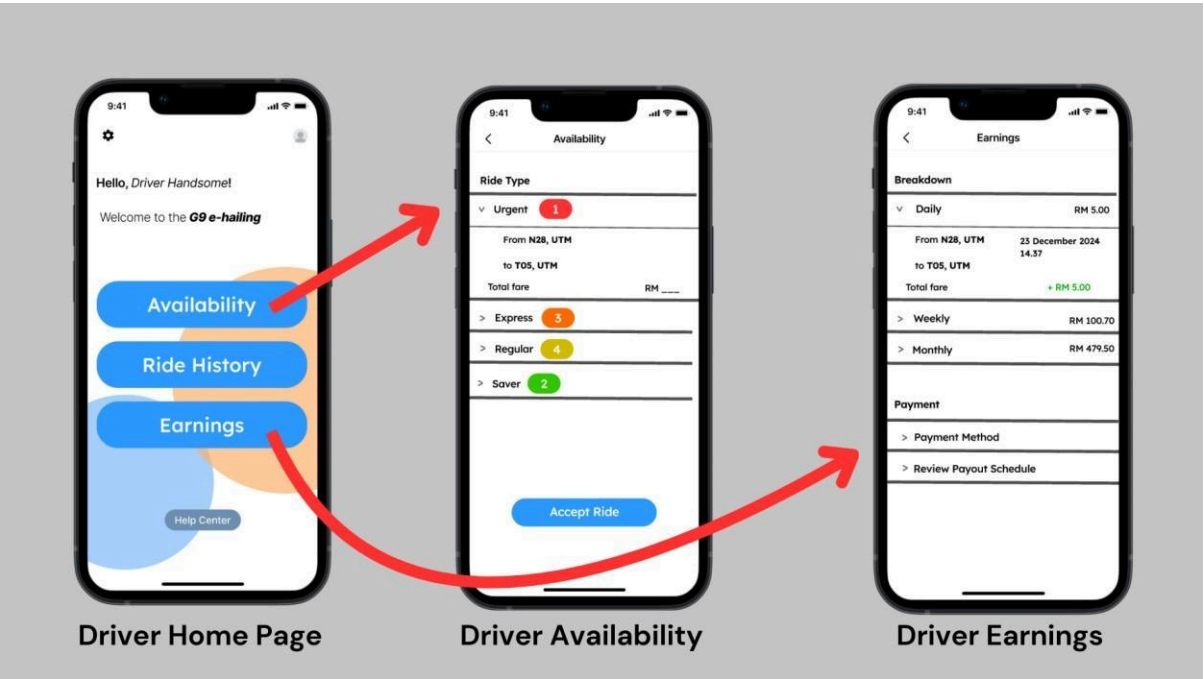 9:41
Hello, Driver Handsome!
Welcome to the G9 e-hailing
Availability
Ride History
Earnings
Help Center
Driver Home Page
9:41
< Availability
Ride Type
Urgent 1
From N28, UTM
to T05, UTM
Total fare RM ___
> Express 3
> Regular 4
> Saver 2
Accept Ride
Driver Availability
9:41
< Earnings
Breakdown
Daily RM 5.00
From N28, UTM 23 December 2024
14.37
to T05, UTM
Total fare + RM 5.00
> Weekly RM 100.70
> Monthly RM 479.50
Payment
> Payment Method
> Review Payout Schedule
Driver Earnings